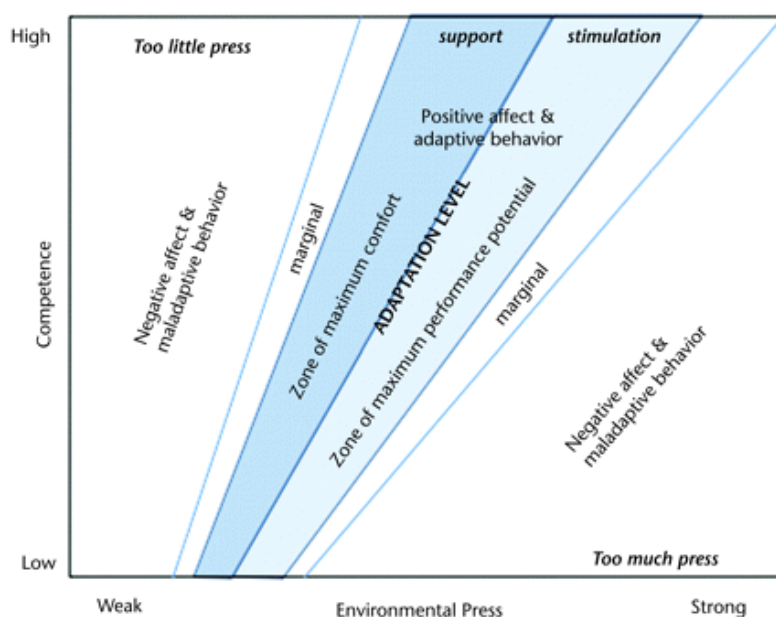 High
Too little press
support
stimulation
Positive affect &
adaptive behavior
Negative affect &
maladaptive behavior
marginal
Zone of maximum comfort
ADAPTATION LEVEL
Zone of maximum performance potential
marginal
Negative affect &
maladaptive behavior
Competence
Low
Too much press
Weak
Environmental Press
Strong